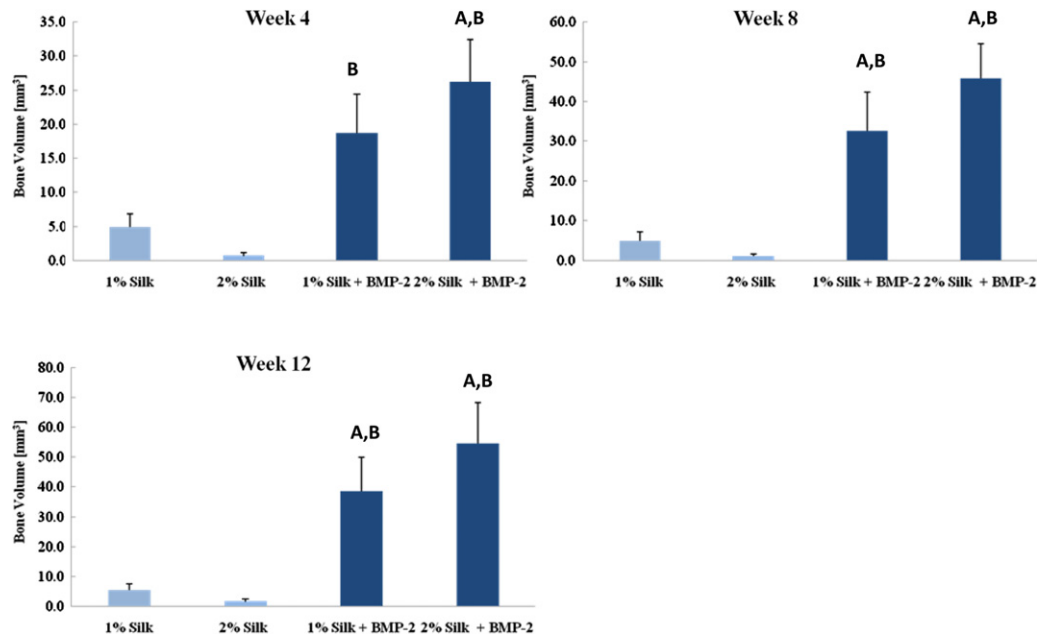 Week 4
Bone Volume [mm³]
35.0
30.0
25.0
20.0
15.0
10.0
5.0
0.0
B
A,B
1% Silk 2% Silk 1% Silk + BMP-2 2% Silk + BMP-2
Week 8
Bone Volume [mm³]
60.0
50.0
40.0
30.0
20.0
10.0
0.0
A,B
A,B
1% Silk 2% Silk 1% Silk + BMP-2 2% Silk + BMP-2
Week 12
Bone Volume [mm³]
80.0
70.0
60.0
50.0
40.0
30.0
20.0
10.0
0.0
A,B
A,B
1% Silk 2% Silk 1% Silk + BMP-2 2% Silk + BMP-2